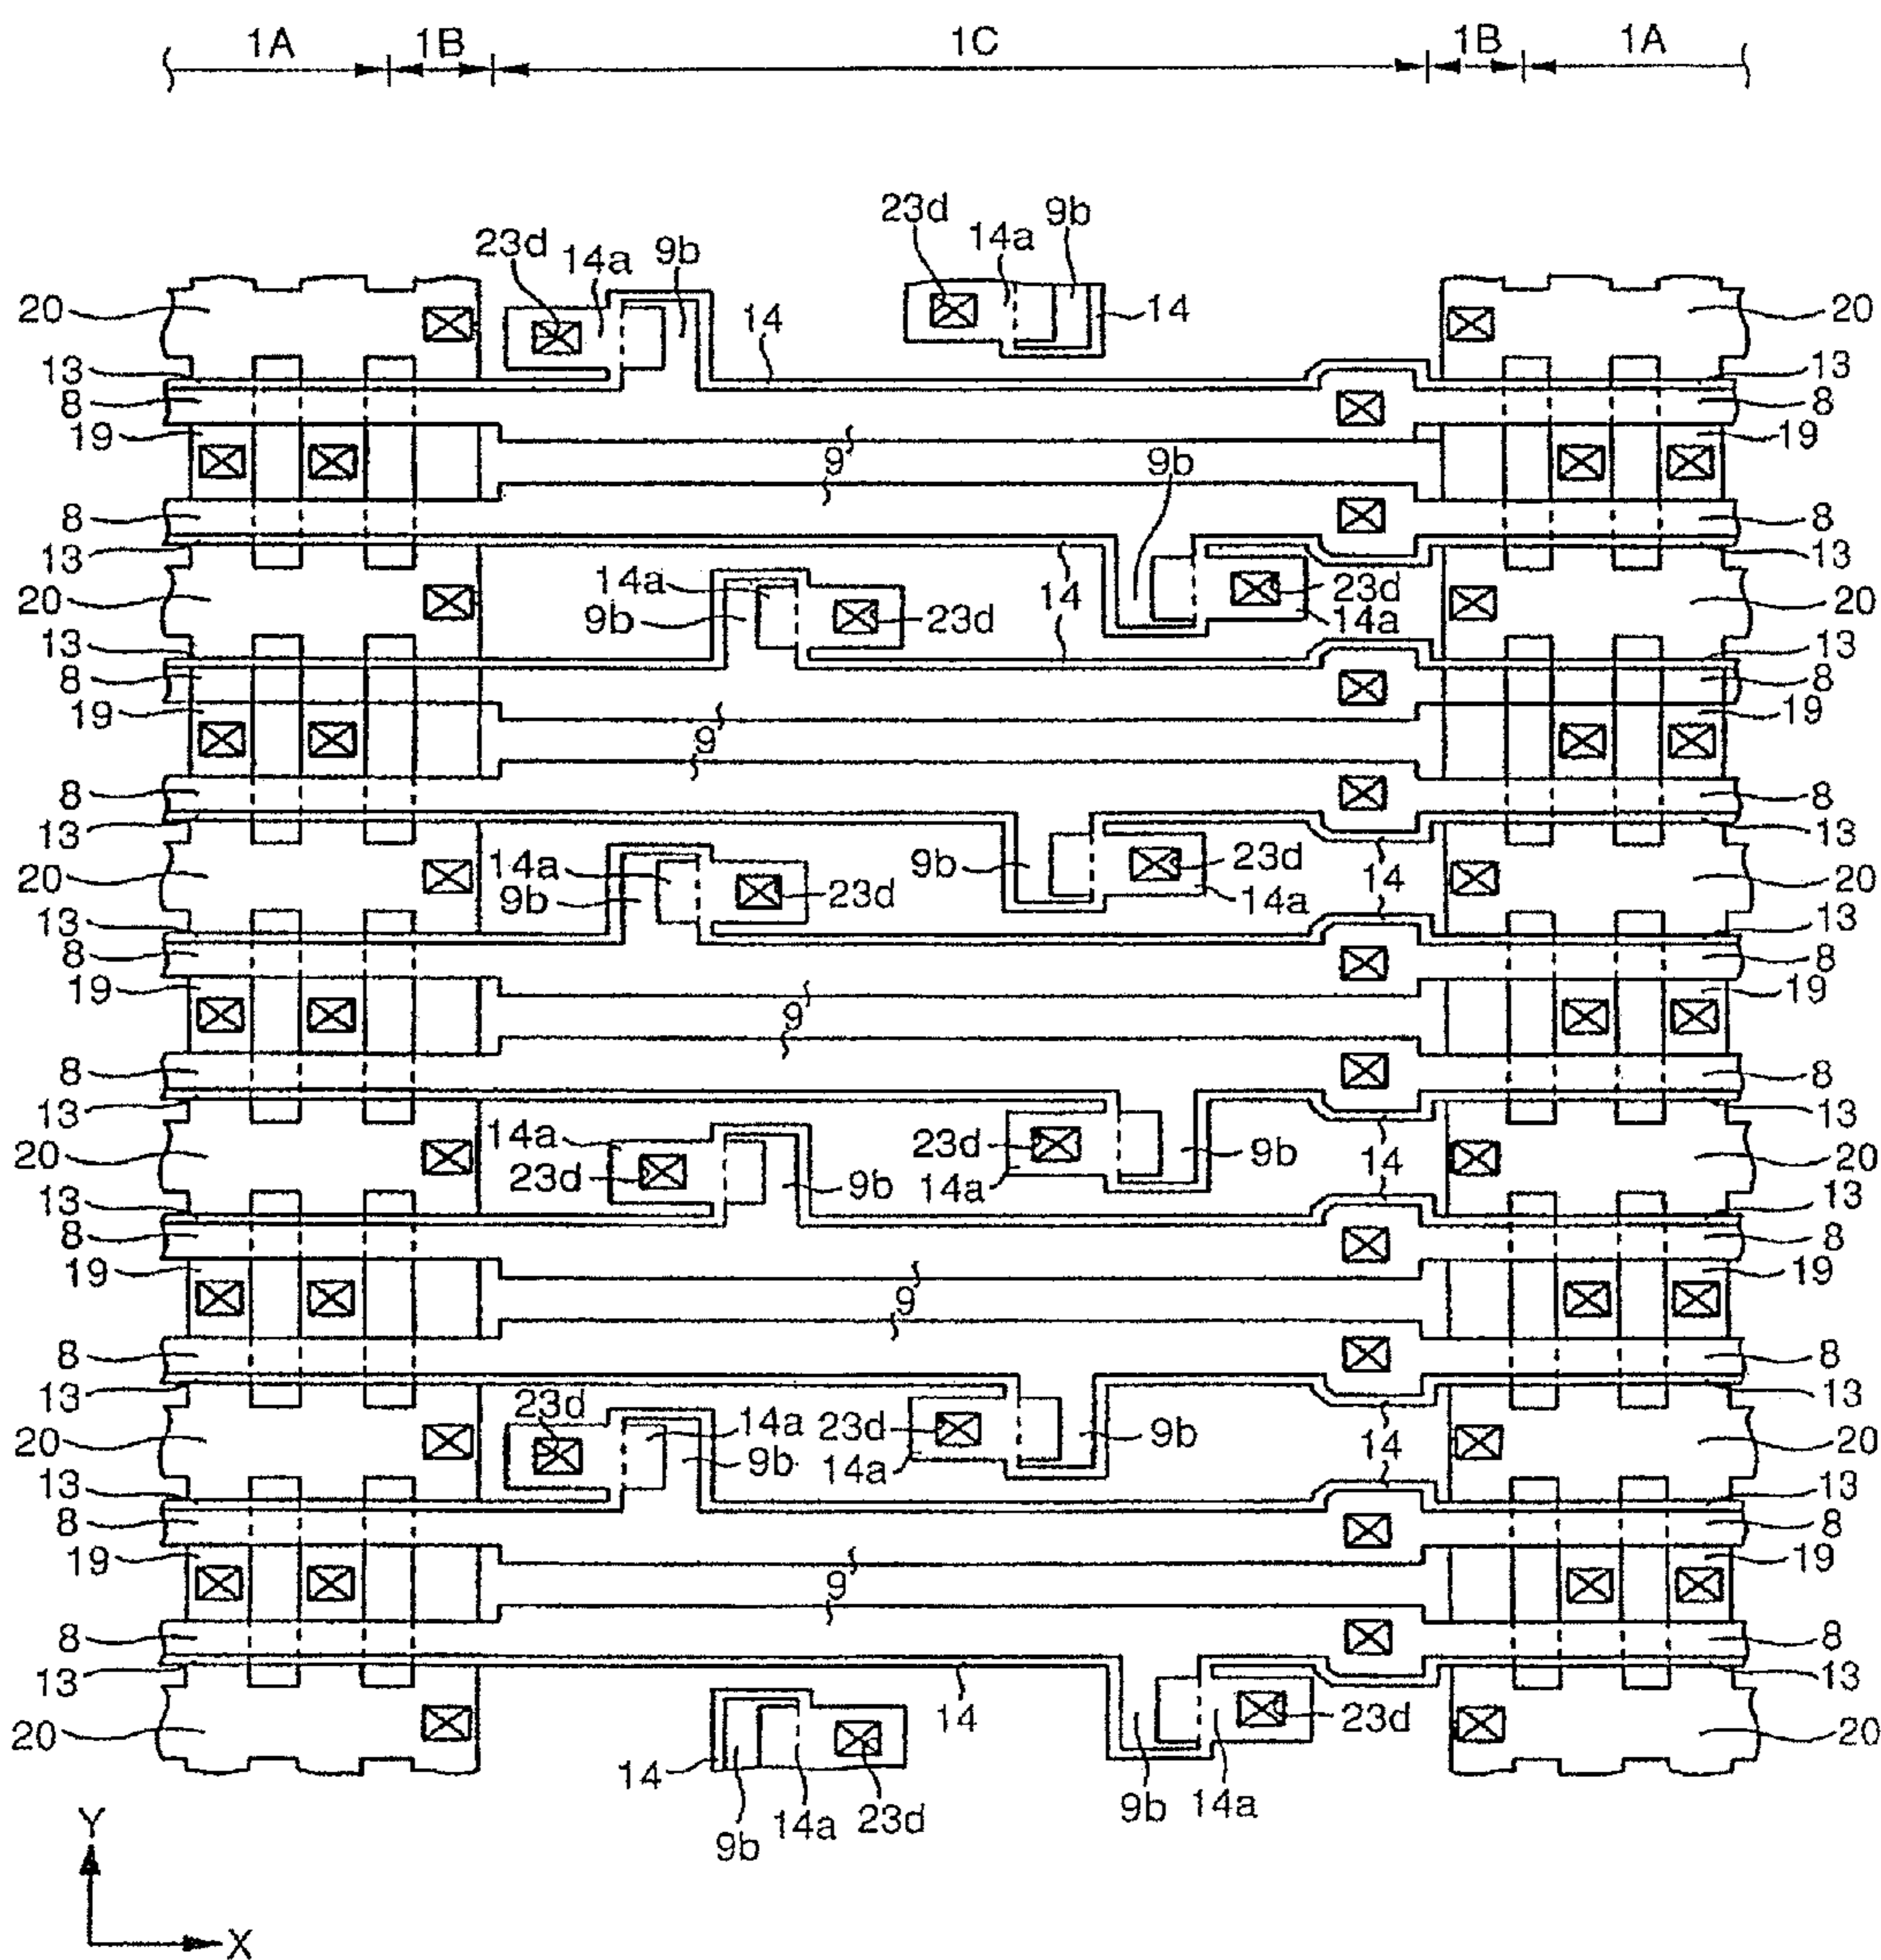 1A 1B 1C 1B 1A
23d 9b
23d 14a 9b 14a
20 14 14 20
13 13
8 8
19 9 9b 19
9
8 8
13 14a 14 13
20 9b 23d 14 23d 20
13 14a 13
8 8
19 9 19
9
8 8
13 14a 9b 23d 13
20 9b 23d 14a 14 20
13 14 13
8 8
19 9 19
9
8 8
13 14a 23d 14 13
20 23d 9b 14a 9b 14 20
13 13
8 8
19 9 19
9
8 8
13 23d 14a 23d 9b 14 13
20 9b 14a 14 20
13 13
8 8
19 9 19
9
8 8
13 14 13
20 23d 20
14 9b 14a 23d 9b 14a
Y
X